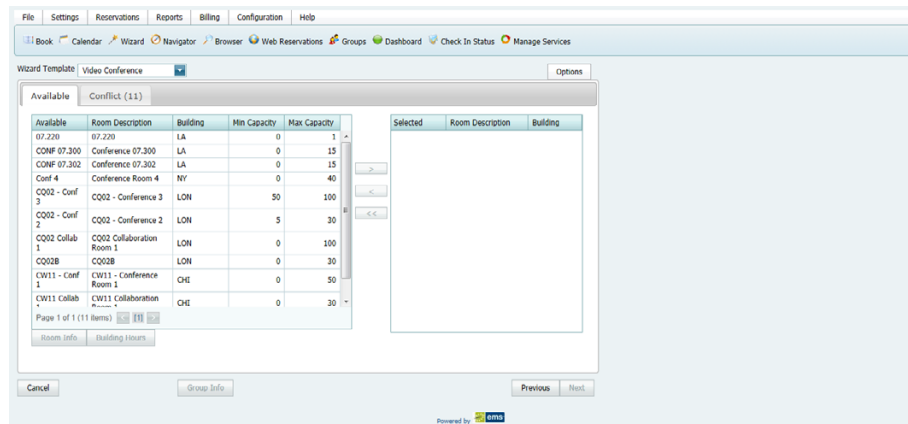 File Settings Reservations Reports Billing Configuration Help
Book Calendar Wizard Navigator Browser Web Reservations Groups Dashboard Check In Status Manage Services
Wizard Template Video Conference Options
Available Conflict (11)
Available Room Description Building Min Capacity Max Capacity Selected Room Description Building
07.220 07.220 LA 0 1
CONF 07.300 Conference 07.300 LA 0 15
CONF 07.302 Conference 07.302 LA 0 15
>
Conf 4 Conference Room 4 NY 0 40
CQ02 - Conf
3 CQ02 - Conference 3 LON 50 100
<
CQ02 - Conf
2 CQ02 - Conference 2 LON 5 30
<<
CQ02 Collab
1 CQ02 Collaboration
Room 1 LON 0 100
CQ02B CQ02B LON 0 30
CW11 - Conf
1 CW11 - Conference
Room 1 CHI 0 50
CW11 Collab CW11 Collaboration
CHI 0 30
Page 1 of 1 (11 items) < [1] >
Room Info Building Hours
Cancel Group Info Previous Next
Powered by ems